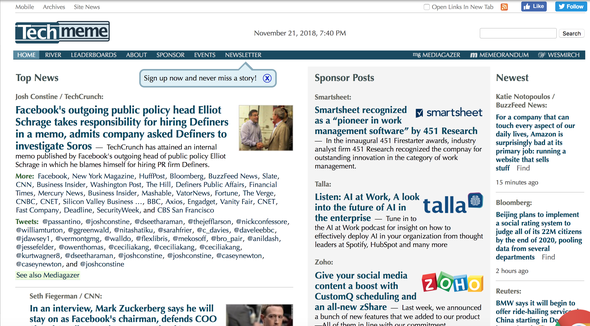 Mobile Archives Site News
Open Links In New Tab
Like
Follow
Techmeme
November 21, 2018, 7:40 PM
Search
HOME RIVER LEADERBOARDS ABOUT SPONSOR EVENTS NEWSLETTER
MEDIAGAZER MEMEORANDUM WESMIRCH
Sign up now and never miss a story!
Top News
Josh Constine / TechCrunch:
Facebook's outgoing public policy head Elliot
Schrage takes responsibility for hiring Definers
in a memo, admits company asked Definers to
investigate Soros — TechCrunch has attained an internal
memo published by Facebook's outgoing head of public policy Elliot
Schrage in which he blames himself for hiring PR firm Definers.
More: Facebook, New York Magazine, HuffPost, Bloomberg, BuzzFeed News, Slate,
CNN, Business Insider, Washington Post, The Hill, Definers Public Affairs, Financial
Times, Mercury News, Business Insider, Mashable, ValorNews, Fortune, The Verge,
CNBC, CNET, Silicon Valley Business …, BBC, Axios, Engadget, Vanity Fair, CNET,
Fast Company, Deadline, SecurityWeek, and CBS San Francisco
Tweets: @passantino, @joshconstine, @dseetharaman, @thejeffjarson, @nickconfessore,
@williamturton, @ggreenwald, @nitashatiku, @sarahfrier, @c_davies, @daveleebbc,
@jdawsey1, @vermontgmg, @walldo, @flexlibris, @mekosoff, @bro_pair, @nildash,
@jessefelder, @owenthomas, @ceciliakang, @ceciliakang, @ceciliakang,
@kurtwagner8, @dseetharaman, @joshconstine, @joshconstine, @caseynewton,
@caseynewton, and @joshconstine
See also Mediagazer
Seth Fiegerman / CNN:
In an interview, Mark Zuckerberg says he will
stay on as Facebook's chairman, defends COO
Sponsor Posts
Smartsheet:
Smartsheet recognized
as a “pioneer in work
management software” by 451 Research
smartsheet
— In the innaugural 451 Firestarter awards, industry
analyst firm 451 Research recognized the compnay for
outstanding innovation in the category of work
management.
Talla:
Listen: AI at Work, A look
into the future of AI in
the enterprise — Tune in to
talla
the AI at Work podcast for insight on how to
effectively deploy AI in your organization from thought
leaders at Spotify, HubSpot and many more
Zoho:
Give your social media
content a boost with
CustomQ scheduling and
ZOHO
an all-new zShare — Last week, we announced
a bunch of new features that we added to our product
—All of them in line with our commitment
Newest
Katie Notopoulos /
BuzzFeed News:
For a company that can
touch every aspect of our
daily lives, Amazon is
surprisingly bad at its
primary job: running a
website that sells
stuff Find
15 minutes ago
Bloomberg:
Beijing plans to implement
a social rating system to
judge all of its 22M citizens
by the end of 2020, pooling
data from several
departments Find
2 hours ago
Reuters:
BMW says it will begin to
offer ride-hailing service
China starting in Dec